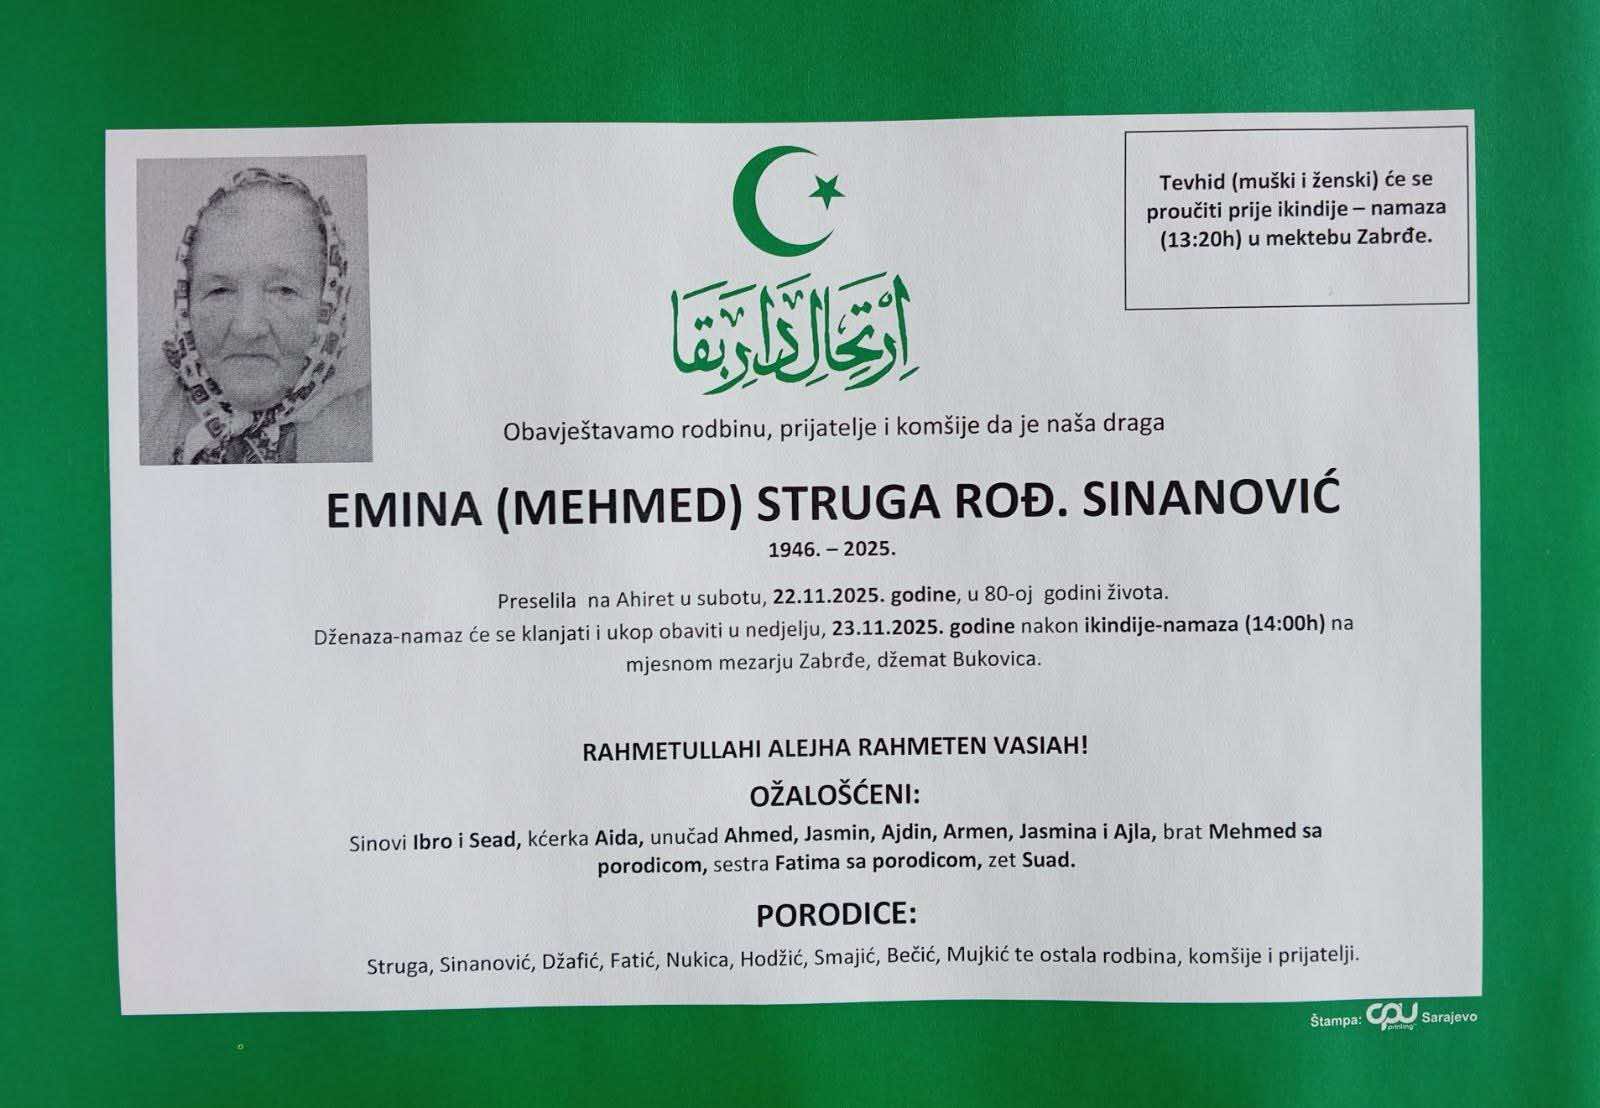 Tevhid (muški i ženski) će se
proučiti prije ikindije – namaza
(13:20h) u mektebu Zabrđe.
اِرْتِحَالِ دَارِ بَقَا
Obavještavamo rodbinu, prijatelje i komšije da je naša draga
EMINA (MEHMED) STRUGA ROĐ. SINANOVIĆ
1946. – 2025.
Preselila na Ahiret u subotu, 22.11.2025. godine, u 80-oj godini života.
Dženaza-namaz će se klanjati i ukop obaviti u nedjelju, 23.11.2025. godine nakon ikindije-namaza (14:00h) na
mjesnom mezarju Zabrđe, džemat Bukovica.
RAHMETULLAHI ALEJHA RAHMETEN VASIAH!
OŽALOŠĆENI:
Sinovi Ibro i Sead, kćerka Aida, unučad Ahmed, Jasmin, Ajdin, Armen, Jasmina i Ajla, brat Mehmed sa
porodicom, sestra Fatima sa porodicom, zet Suad.
PORODICE:
Struga, Sinanović, Džafić, Fatić, Nukica, Hodžić, Smajić, Bečić, Mujkić te ostala rodbina, komšije i prijatelji.
Štampa: CPU printing Sarajevo